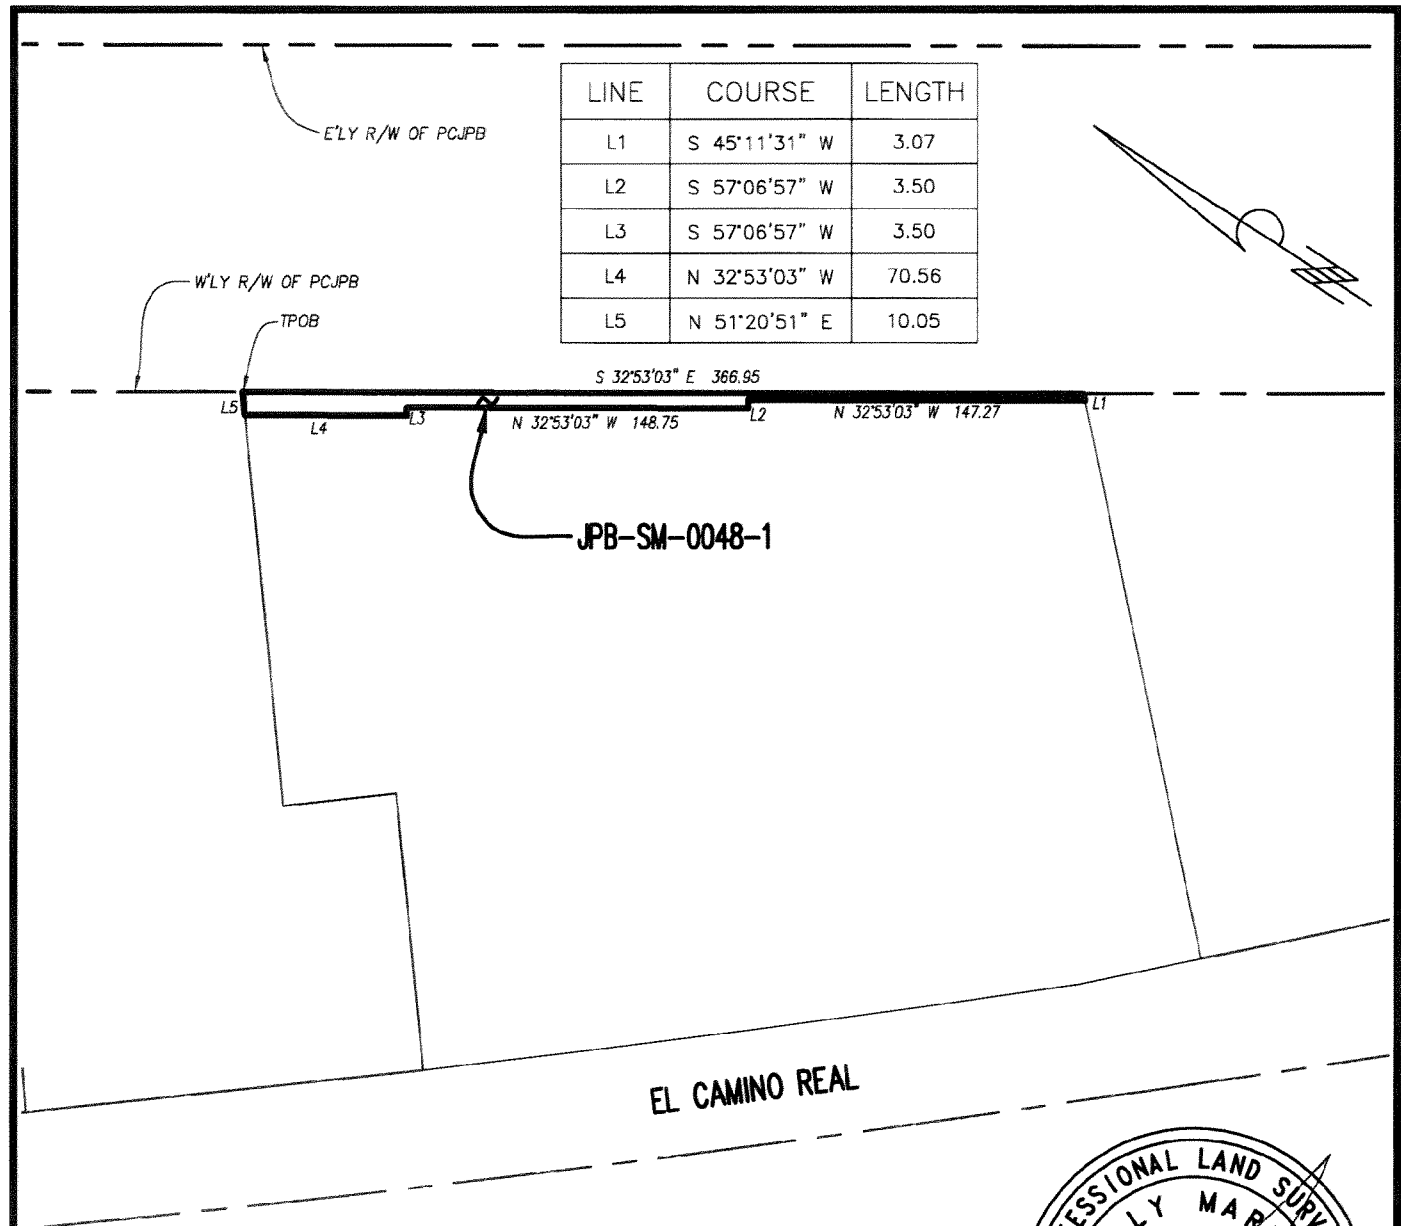 E'LY R/W OF PCJPB
LINE COURSE LENGTH
L1 S 45°11'31" W 3.07
L2 S 57°06'57" W 3.50
L3 S 57°06'57" W 3.50
L4 N 32°53'03" W 70.56
L5 N 51°20'51" E 10.05
W'LY R/W OF PCJPB
TPOB
S 32°53'03" E 366.95
L5
L4
L3
N 32°53'03" W 148.75
L2
N 32°53'03" W 147.27
L1
JPB-SM-0048-1
EL CAMINO REAL
ESSIONAL LAND SURV
LY MAR